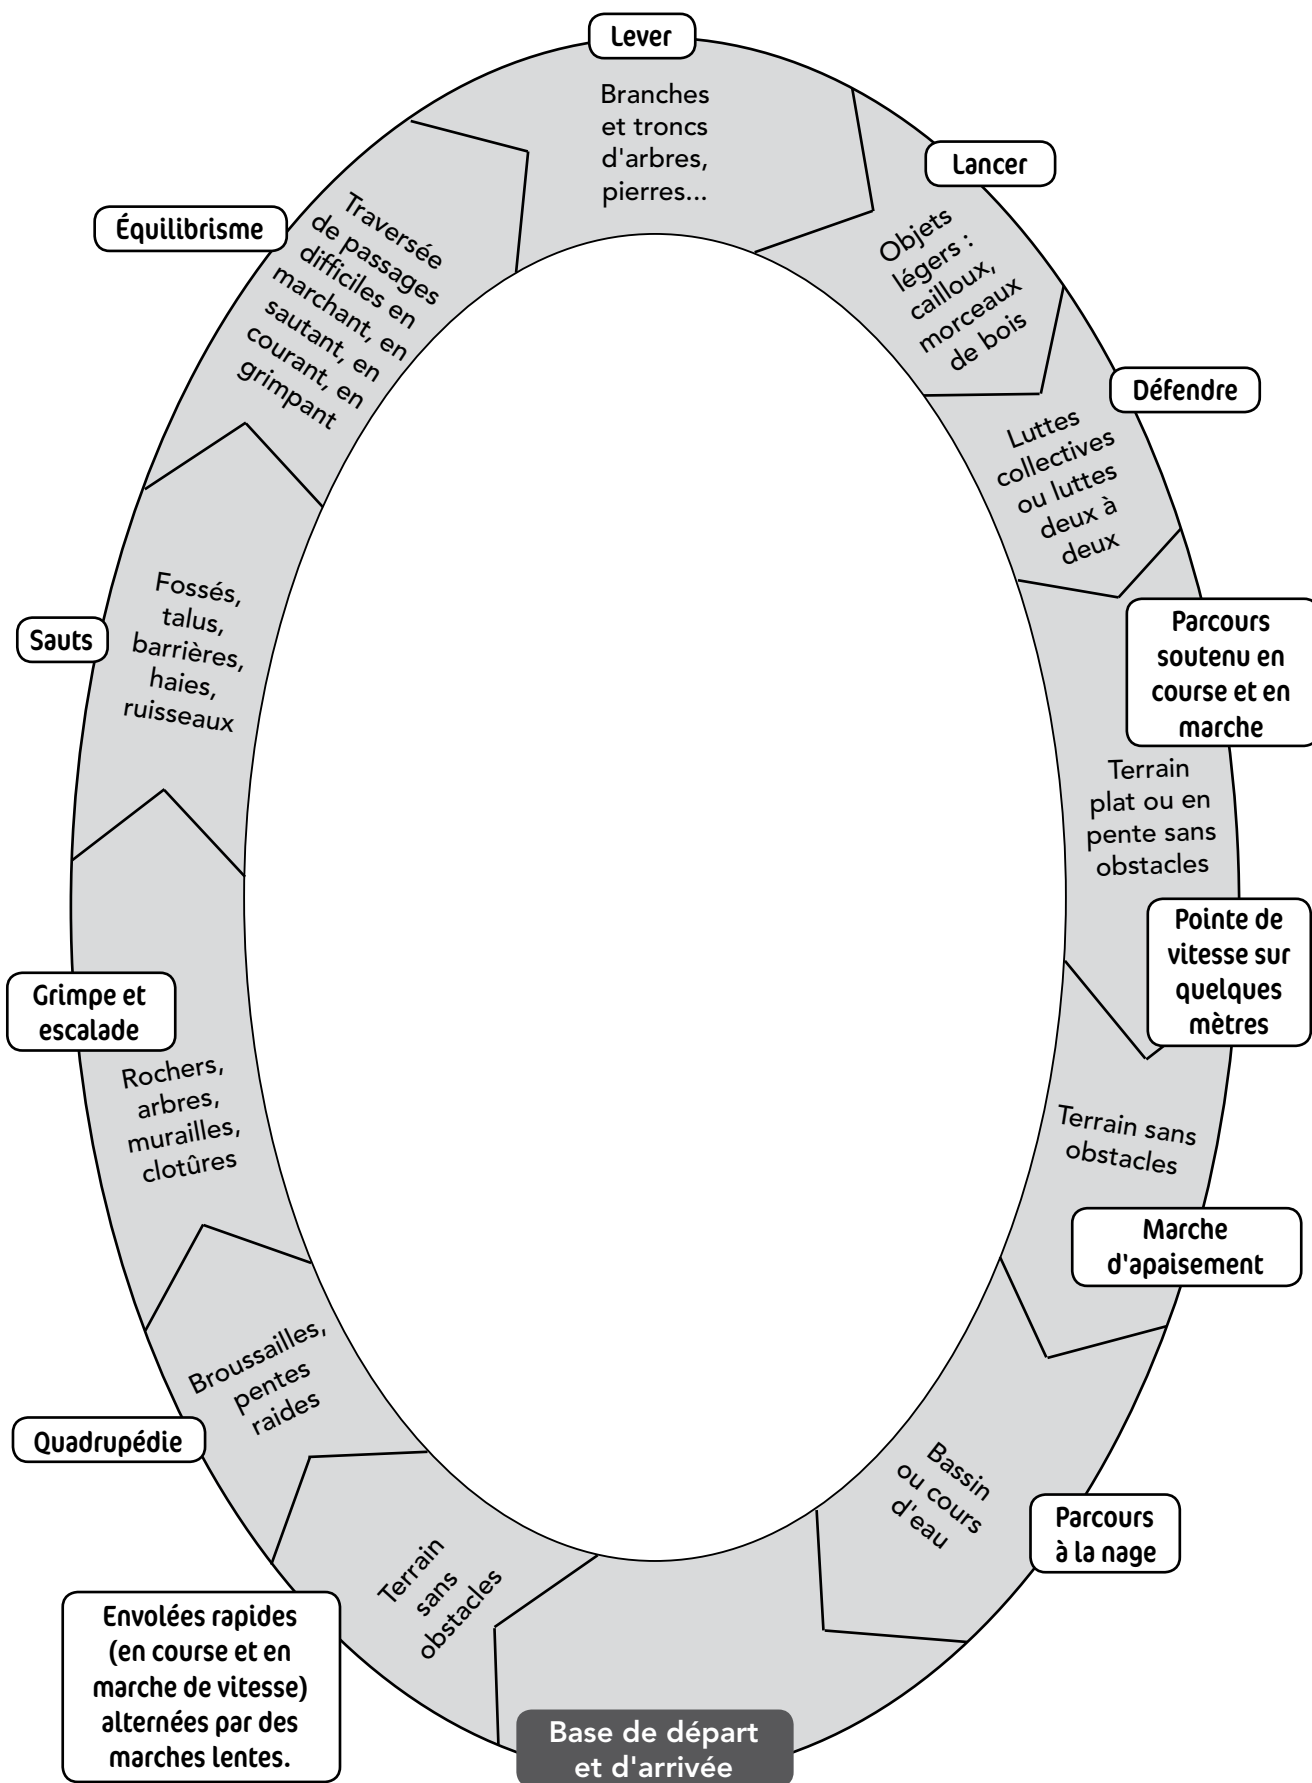 Lever
Branches
et troncs
d'arbres,
pierres...
Lancer
Objets
légers :
cailloux,
morceaux
de bois
Défendre
Luttes
collectives
ou luttes
deux à
deux
Parcours
soutenu en
course et en
marche
Terrain
plat ou en
pente sans
obstacles
Pointe de
vitesse sur
quelques
mètres
Terrain sans
obstacles
Marche
d'apaisement
Bassin
ou cours
d'eau
Parcours
à la nage
Base de départ
et d'arrivée
Envolées rapides
(en course et en
marche de vitesse)
alternées par des
marches lentes.
Terrain
sans
obstacles
Quadrupédie
Broussailles,
pentes
raides
Grimpe et
escalade
Rochers,
arbres,
murailles,
clotûres
Sauts
Fossés,
talus,
barrières,
haies,
ruisseaux
Équilibrisme
Traversée
de passages
difficiles en
marchant, en
sautant, en
courant, en
grimpant